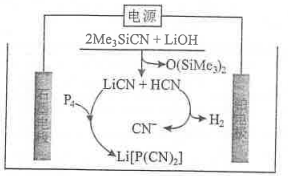 电源
2Me₃SiCN + LiOH
O(SiMe₃)₂
LiCN + HCN
P₄
CN⁻
H₂
Li[P(CN)₂]